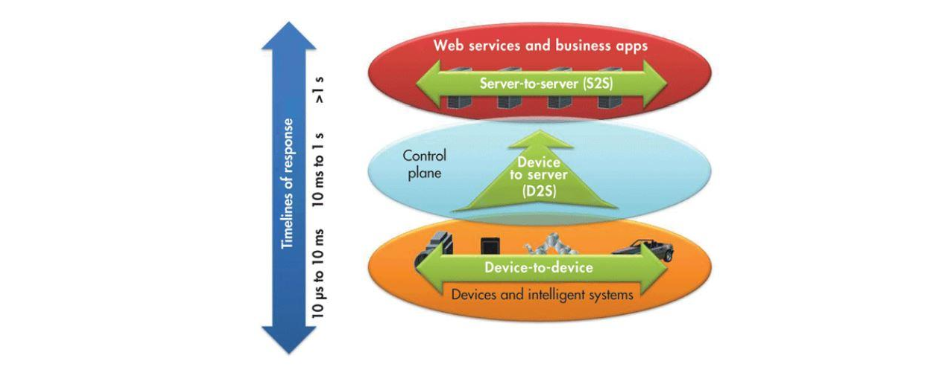 Timelines of response
>1 s
10 ms to 1 s
10 µs to 10 ms
Web services and business apps
Server-to-server (S2S)
Control
plane
Device
to server
(D2S)
Device-to-device
Devices and intelligent systems